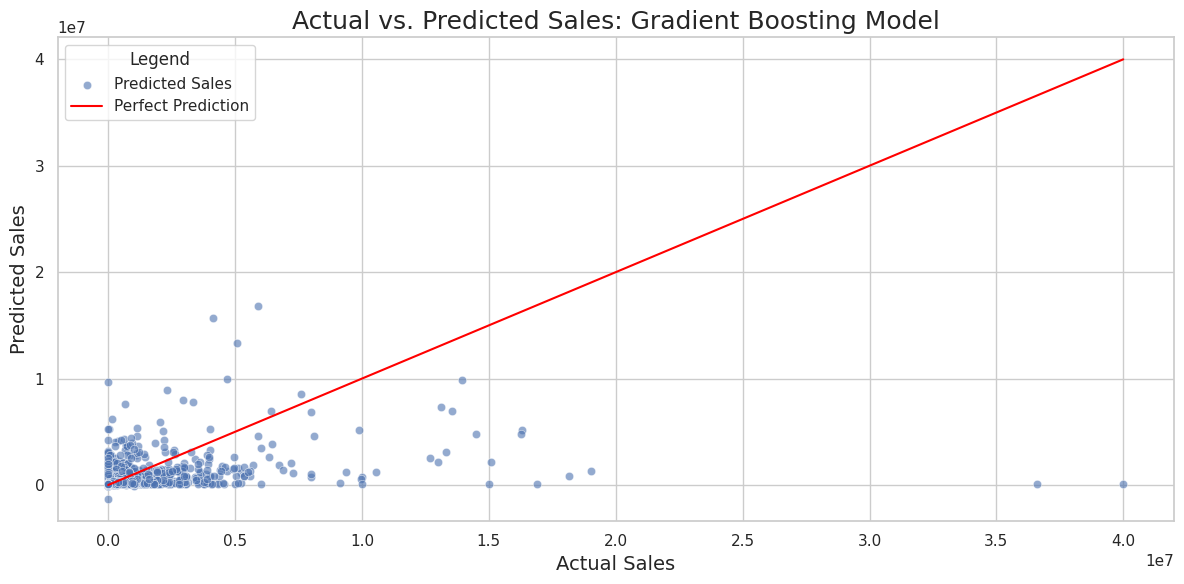 Actual vs. Predicted Sales: Gradient Boosting Model
1e7
Legend
Predicted Sales
Perfect Prediction
4
3
2
1
0
Predicted Sales
0.0 0.5 1.0 1.5 2.0 2.5 3.0 3.5 4.0
1e7
Actual Sales